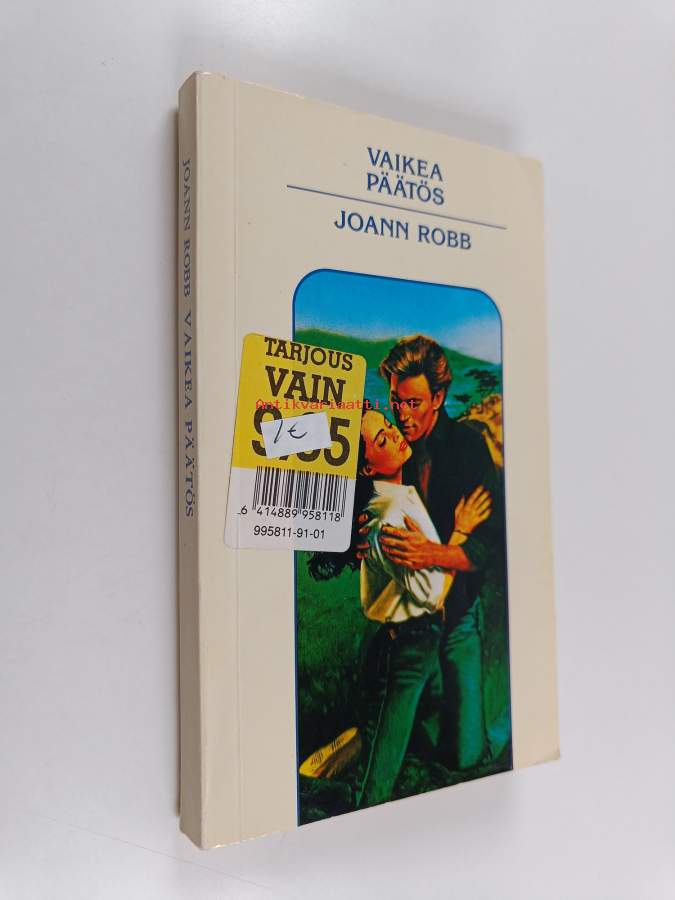 VAIKEA
PÄÄTÖS
JOANN ROBB
JOANN ROBB VAIKEA PÄÄTÖS
TARJOUS
VAIN
1€
Antikvariaatti.net
6 414889 958118
995811-91-01